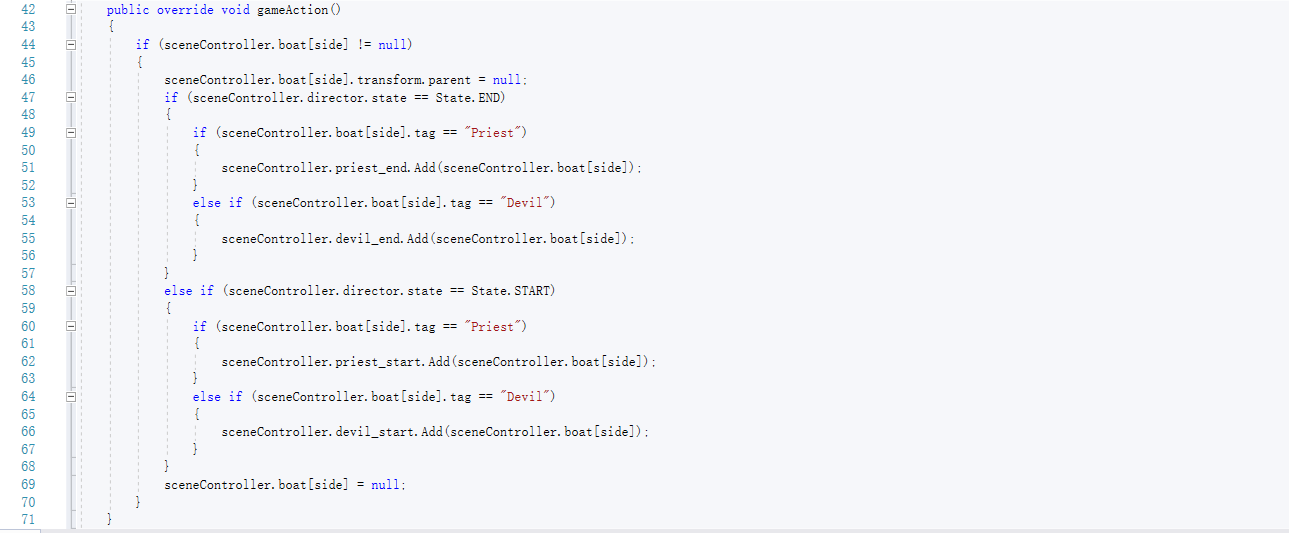 42 public override void gameAction()
43 {
44 if (sceneController.boat[side] != null)
45 {
46 sceneController.boat[side].transform.parent = null;
47 if (sceneController.director.state == State.END)
48 {
49 if (sceneController.boat[side].tag == "Priest")
50 {
51 sceneController.priest_end.Add(sceneController.boat[side]);
52 }
53 else if (sceneController.boat[side].tag == "Devil")
54 {
55 sceneController.devil_end.Add(sceneController.boat[side]);
56 }
57 }
58 else if (sceneController.director.state == State.START)
59 {
60 if (sceneController.boat[side].tag == "Priest")
61 {
62 sceneController.priest_start.Add(sceneController.boat[side]);
63 }
64 else if (sceneController.boat[side].tag == "Devil")
65 {
66 sceneController.devil_start.Add(sceneController.boat[side]);
67 }
68 }
69 sceneController.boat[side] = null;
70 }
71 }